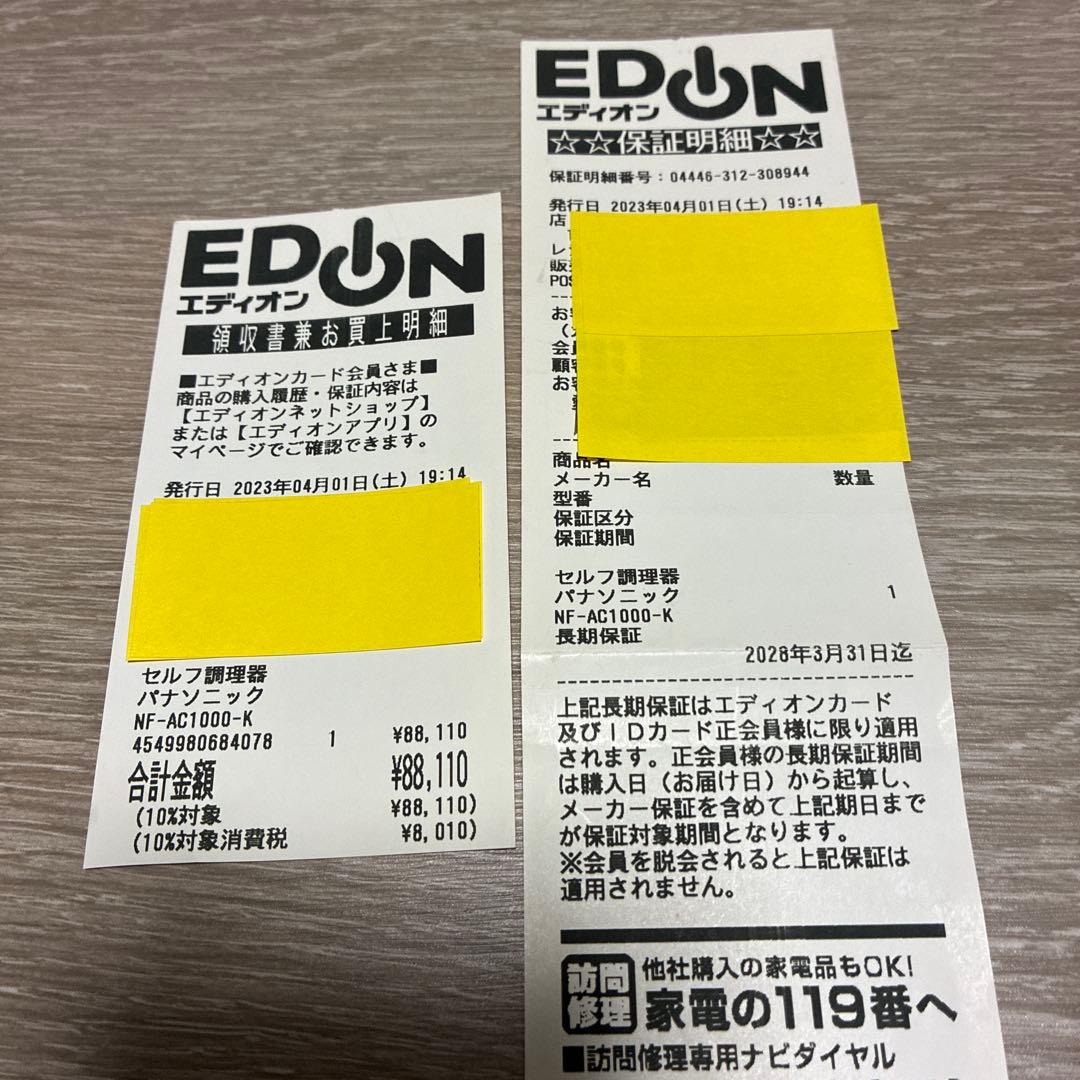 EDION
エディオン
領収書兼お買上明細
■エディオンカード会員さま■
商品の購入履歴・保証内容は
【エディオンネットショップ】
または【エディオンアプリ】の
マイページでご確認できます。
発行日 2023年04月01日(土) 19:14
セルフ調理器
パナソニック
NF-AC1000-K
4549980684078 1 ¥88,110
合計金額 ¥88,110
(10%対象 ¥88,110)
(10%対象消費税 ¥8,010)
EDION
エディオン
☆☆保証明細☆☆
保証明細番号：04446-312-308944
発行日 2023年04月01日(土) 19:14
店
レ
販
POS
お
会員
顧客
お
商品名
メーカー名 数量
型番
保証区分
保証期間
セルフ調理器
パナソニック 1
NF-AC1000-K
長期保証
2028年3月31日迄
上記長期保証はエディオンカード
及びIDカード正会員様に限り適用
されます。正会員様の長期保証期間
は購入日（お届け日）から起算し、
メーカー保証を含めて上記期日まで
が保証対象期間となります。
※会員を脱会されると上記保証は
適用されません。
訪問修理 他社購入の家電品もOK!
家電の119番へ
■訪問修理専用ナビダイヤル